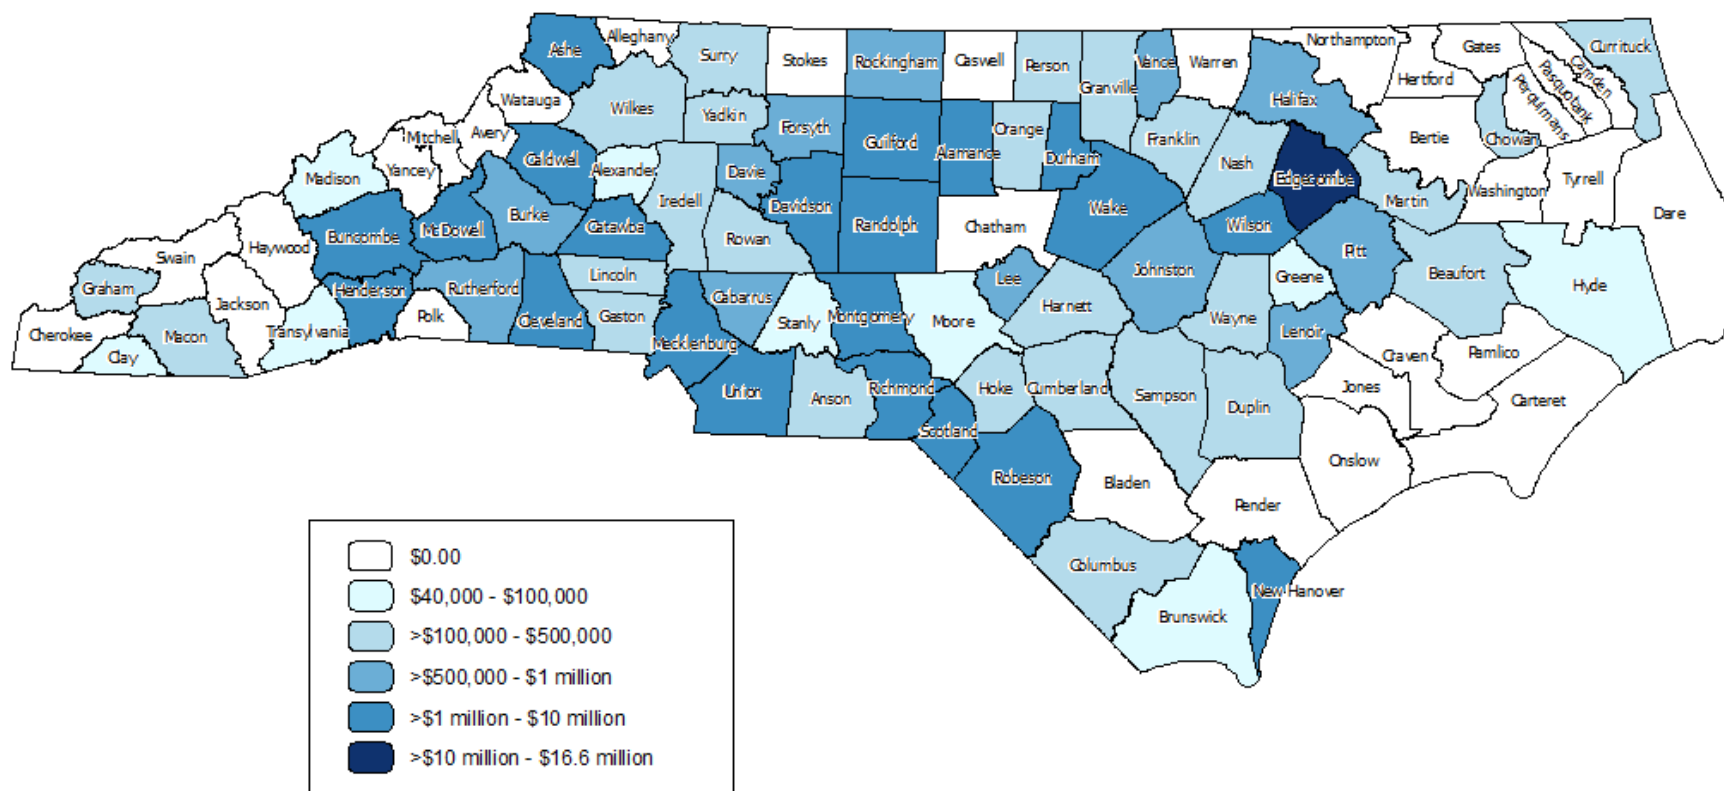 Ashe
Alleghany
Surry
Stokes
Rockingham
Caswell
Person
Granville
Vance
Warren
Northampton
Gates
Hertford
Camden
Pasquotank
Perquimans
Currituck
Watauga
Wilkes
Yadkin
Forsyth
Guilford
Alamance
Orange
Durham
Franklin
Halifax
Bertie
Chowan
Mitchell
Avery
Yancey
Madison
Caldwell
Alexander
Iredell
Davie
Davidson
Randolph
Chatham
Wake
Nash
Edgecombe
Martin
Washington
Tyrrell
Dare
Buncombe
McDowell
Burke
Catawba
Rowan
Wilson
Pitt
Beaufort
Hyde
Haywood
Swain
Graham
Jackson
Henderson
Rutherford
Lincoln
Cabarrus
Lee
Johnston
Greene
Cherokee
Clay
Macon
Transylvania
Polk
Cleveland
Gaston
Mecklenburg
Stanly
Montgomery
Moore
Harnett
Wayne
Lenoir
Craven
Pamlico
Union
Anson
Richmond
Scotland
Hoke
Cumberland
Sampson
Duplin
Jones
Carteret
Robeson
Bladen
Onslow
Pender
Columbus
Brunswick
New Hanover
$0.00
$40,000 - $100,000
>$100,000 - $500,000
>$500,000 - $1 million
>$1 million - $10 million
>$10 million - $16.6 million